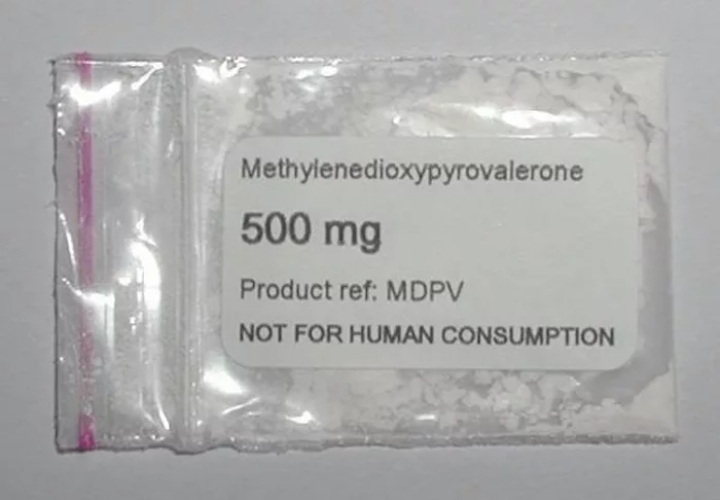 Methylenedioxypyrovalerone
500 mg
Product ref: MDPV
NOT FOR HUMAN CONSUMPTION